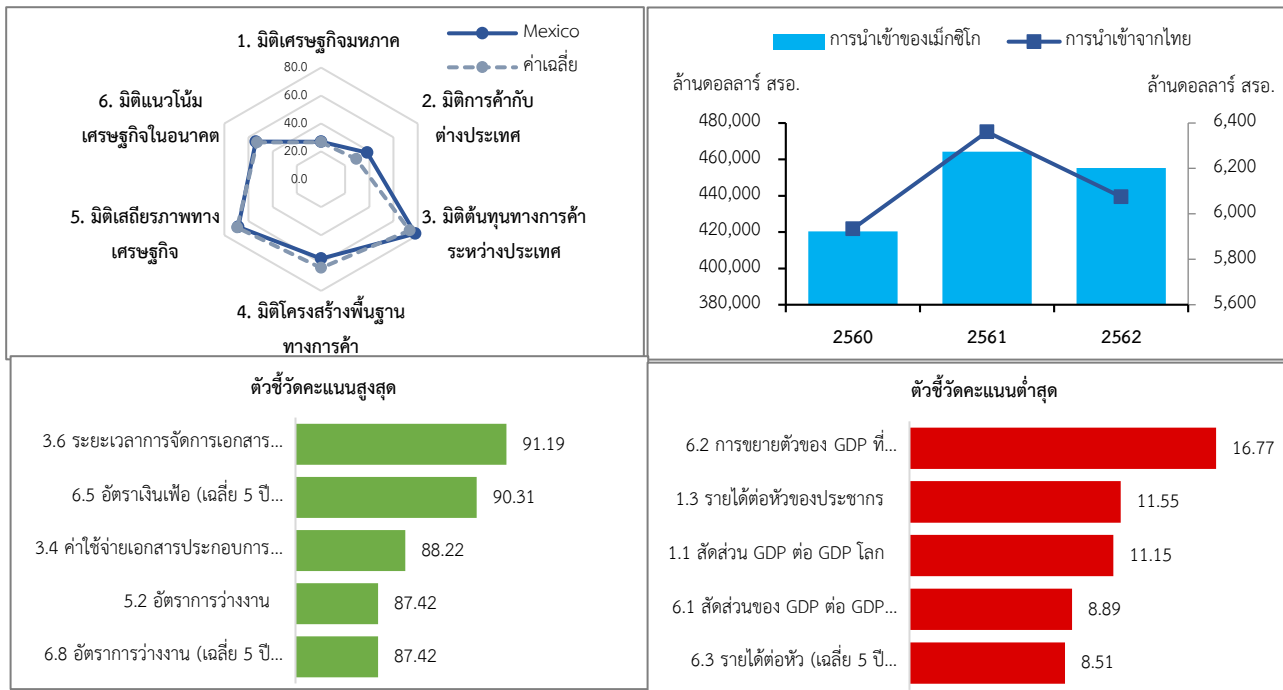 1. มิติเศรษฐกิจมหภาค
Mexico
ค่าเฉลี่ย
80.0
60.0
40.0
20.0
0.0
2. มิติการค้ากับ
ต่างประเทศ
3. มิติต้นทุนทางการค้า
ระหว่างประเทศ
4. มิติโครงสร้างพื้นฐาน
ทางการค้า
5. มิติเสถียรภาพทาง
เศรษฐกิจ
6. มิติแนวโน้ม
เศรษฐกิจในอนาคต
การนำเข้าของเม็กซิโก
การนำเข้าจากไทย
ล้านดอลลาร์ สรอ.
ล้านดอลลาร์ สรอ.
480,000
460,000
440,000
420,000
400,000
380,000
6,400
6,200
6,000
5,800
5,600
2560
2561
2562
ตัวชี้วัดคะแนนสูงสุด
3.6 ระยะเวลาการจัดการเอกสาร... 91.19
6.5 อัตราเงินเฟ้อ (เฉลี่ย 5 ปี... 90.31
3.4 ค่าใช้จ่ายเอกสารประกอบการ... 88.22
5.2 อัตราการว่างงาน 87.42
6.8 อัตราการว่างงาน (เฉลี่ย 5 ปี... 87.42
ตัวชี้วัดคะแนนต่ำสุด
6.2 การขยายตัวของ GDP ที่... 16.77
1.3 รายได้ต่อหัวของประชากร 11.55
1.1 สัดส่วน GDP ต่อ GDP โลก 11.15
6.1 สัดส่วนของ GDP ต่อ GDP... 8.89
6.3 รายได้ต่อหัว (เฉลี่ย 5 ปี... 8.51